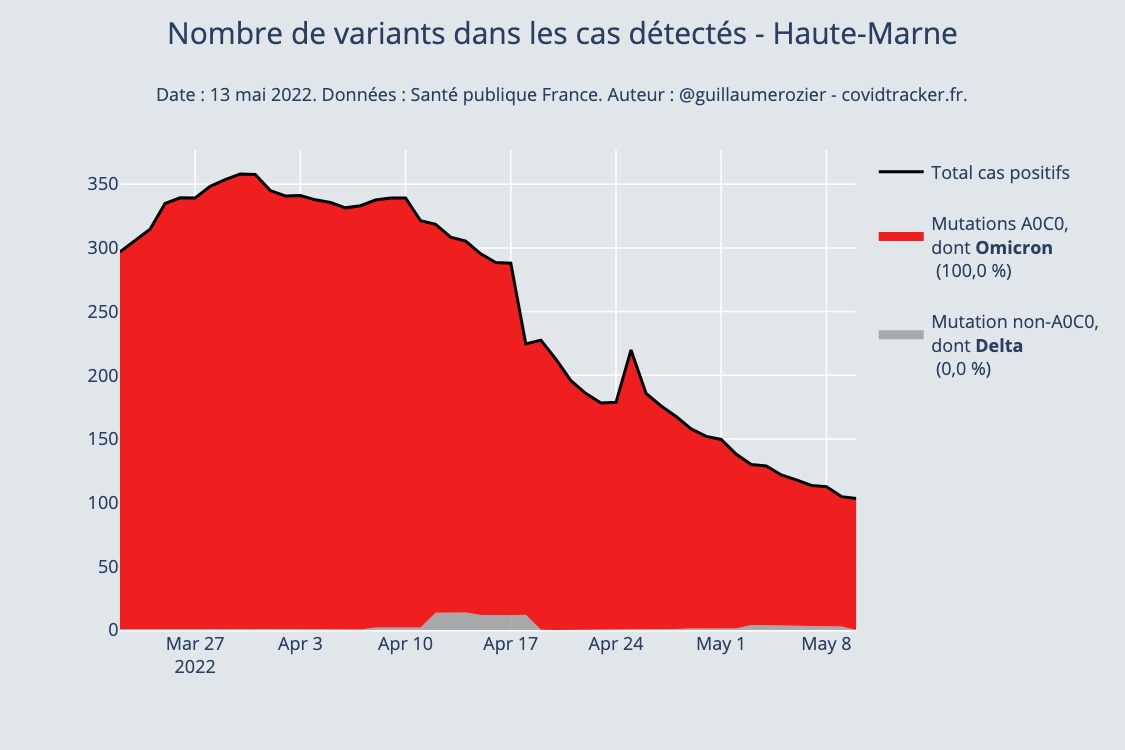 Nombre de variants dans les cas détectés - Haute-Marne
Date : 13 mai 2022. Données : Santé publique France. Auteur : @guillaumerozier - covidtracker.fr.
350
300
250
200
150
100
50
0
Mar 27
2022
Apr 3
Apr 10
Apr 17
Apr 24
May 1
May 8
Total cas positifs
Mutations A0C0,
dont Omicron
(100,0 %)
Mutation non-A0C0,
dont Delta
(0,0 %)